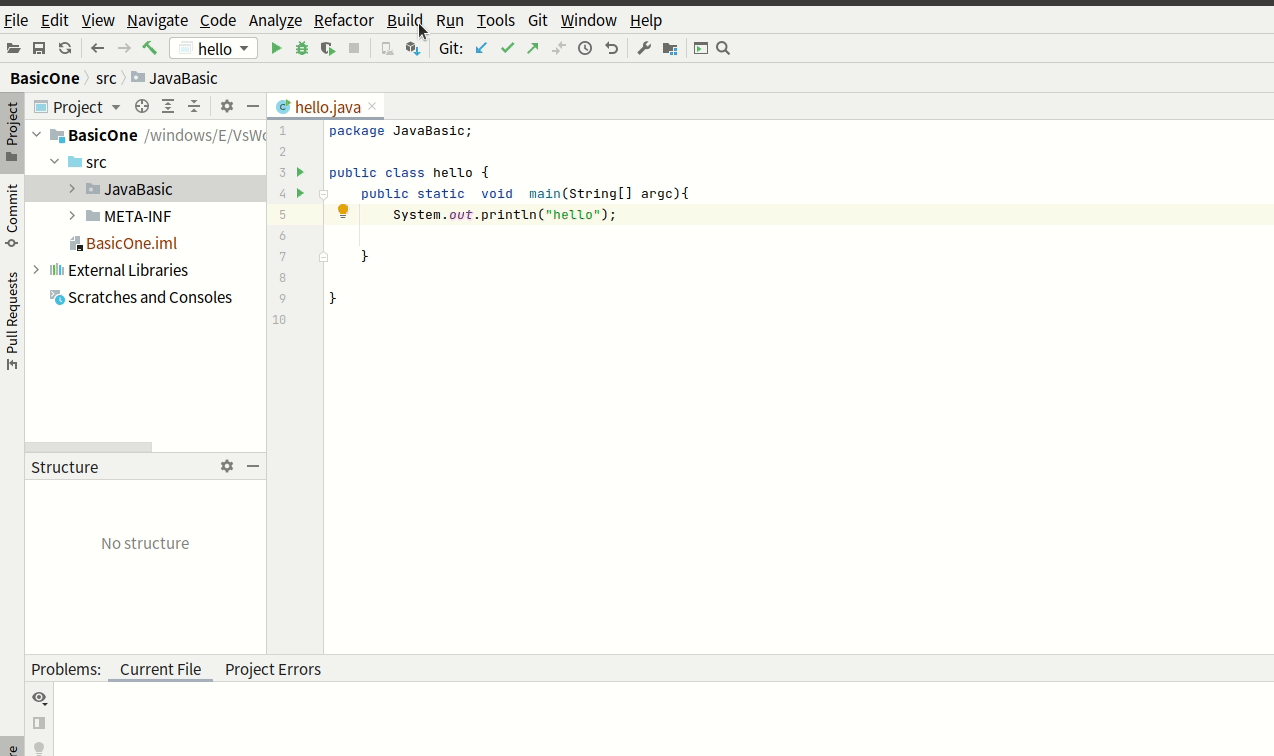 File Edit View Navigate Code Analyze Refactor Build Run Tools Git Window Help
hello Git:
BasicOne src JavaBasic
Project
hello.java
Project
Commit
Pull Requests
BasicOne /windows/E/VsWo
src
JavaBasic
META-INF
BasicOne.iml
External Libraries
Scratches and Consoles
1 package JavaBasic;
2
3 public class hello {
4 public static void main(String[] argc){
5 System.out.println("hello");
6
7 }
8
9 }
10
Structure
No structure
Problems: Current File Project Errors